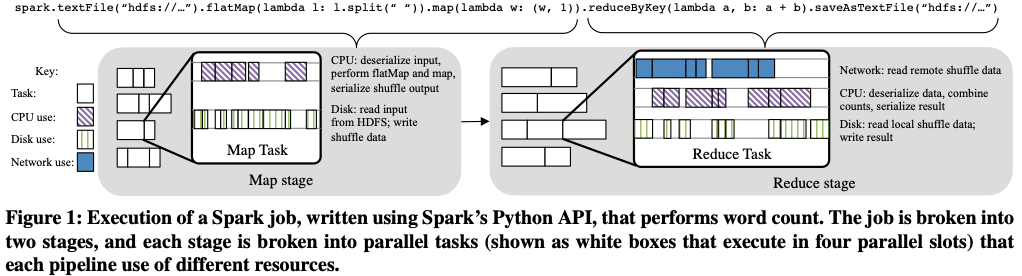 spark.textFile(“hdfs://…”).flatMap(lambda l: l.split(“ “)).map(lambda w: (w, 1)).reduceByKey(lambda a, b: a + b).saveAsTextFile(“hdfs://…”)
Key:
Task:
CPU use:
Disk use:
Network use:
Map Task
CPU: deserialize input,
perform flatMap and map,
serialize shuffle output
Disk: read input
from HDFS; write
shuffle data
Map stage
Reduce Task
Network: read remote shuffle data
CPU: deserialize data, combine
counts, serialize result
Disk: read local shuffle data;
write result
Reduce stage
Figure 1: Execution of a Spark job, written using Spark’s Python API, that performs word count. The job is broken into
two stages, and each stage is broken into parallel tasks (shown as white boxes that execute in four parallel slots) that
each pipeline use of different resources.